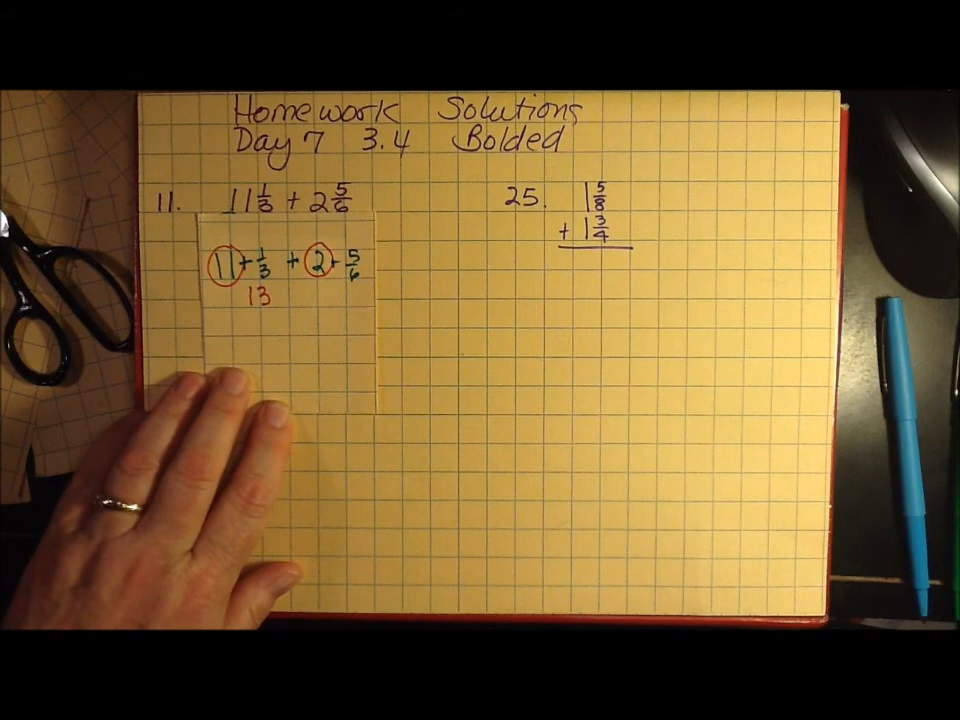 Homework Solutions
Day 7 3.4 Bolded
11. 11 1/3 + 2 5/6
11 + 1/3 + 2 + 5/6
13
25. 1 5/8
+ 1 3/4